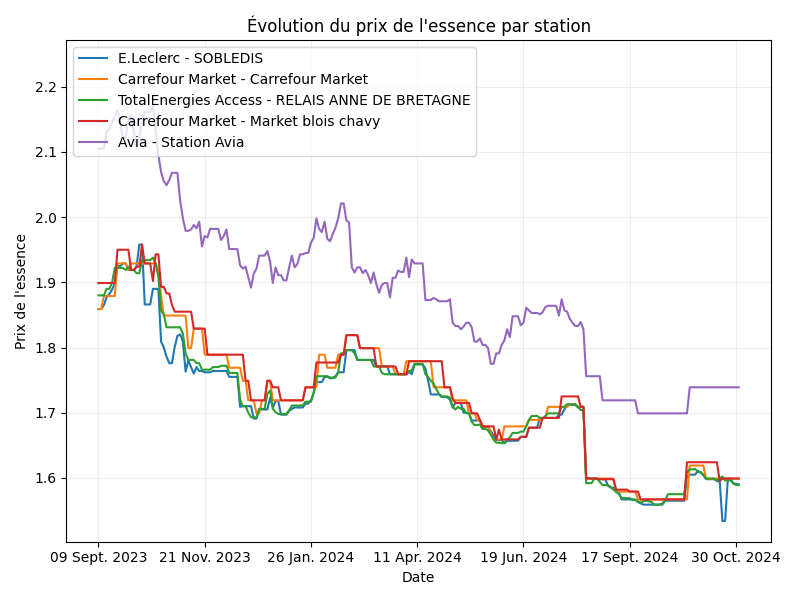 Évolution du prix de l'essence par station
E.Leclerc - SOBLEDIS
Carrefour Market - Carrefour Market
TotalEnergies Access - RELAIS ANNE DE BRETAGNE
Carrefour Market - Market blois chavy
Avia - Station Avia
Prix de l'essence
2.2
2.1
2.0
1.9
1.8
1.7
1.6
09 Sept. 2023
21 Nov. 2023
26 Jan. 2024
11 Apr. 2024
19 Jun. 2024
17 Sept. 2024
30 Oct. 2024
Date